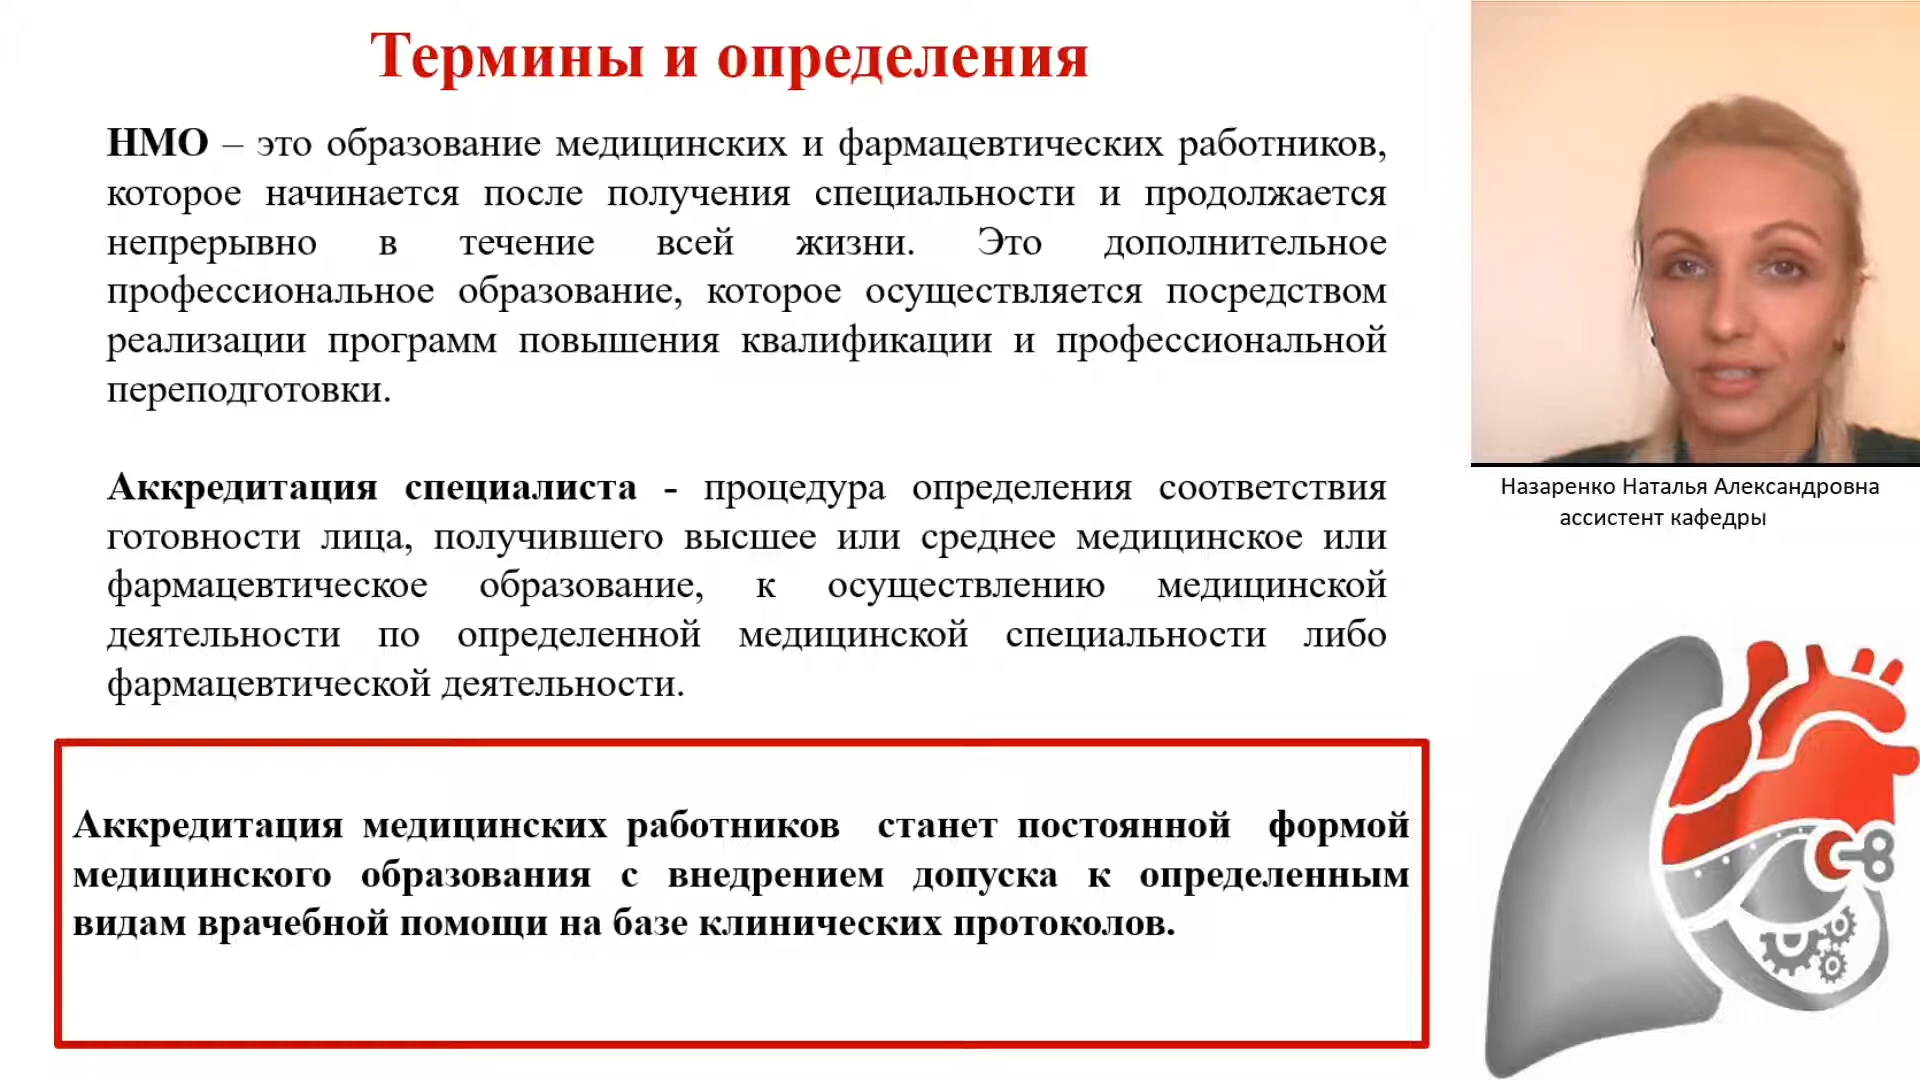 Термины и определения
НМО – это образование медицинских и фармацевтических работников,
которое начинается после получения специальности и продолжается
непрерывно в течение всей жизни. Это дополнительное
профессиональное образование, которое осуществляется посредством
реализации программ повышения квалификации и профессиональной
переподготовки.
Аккредитация специалиста - процедура определения соответствия
готовности лица, получившего высшее или среднее медицинское или
фармацевтическое образование, к осуществлению медицинской
деятельности по определенной медицинской специальности либо
фармацевтической деятельности.
Аккредитация медицинских работников станет постоянной формой
медицинского образования с внедрением допуска к определенным
видам врачебной помощи на базе клинических протоколов.
Назаренко Наталья Александровна
ассистент кафедры